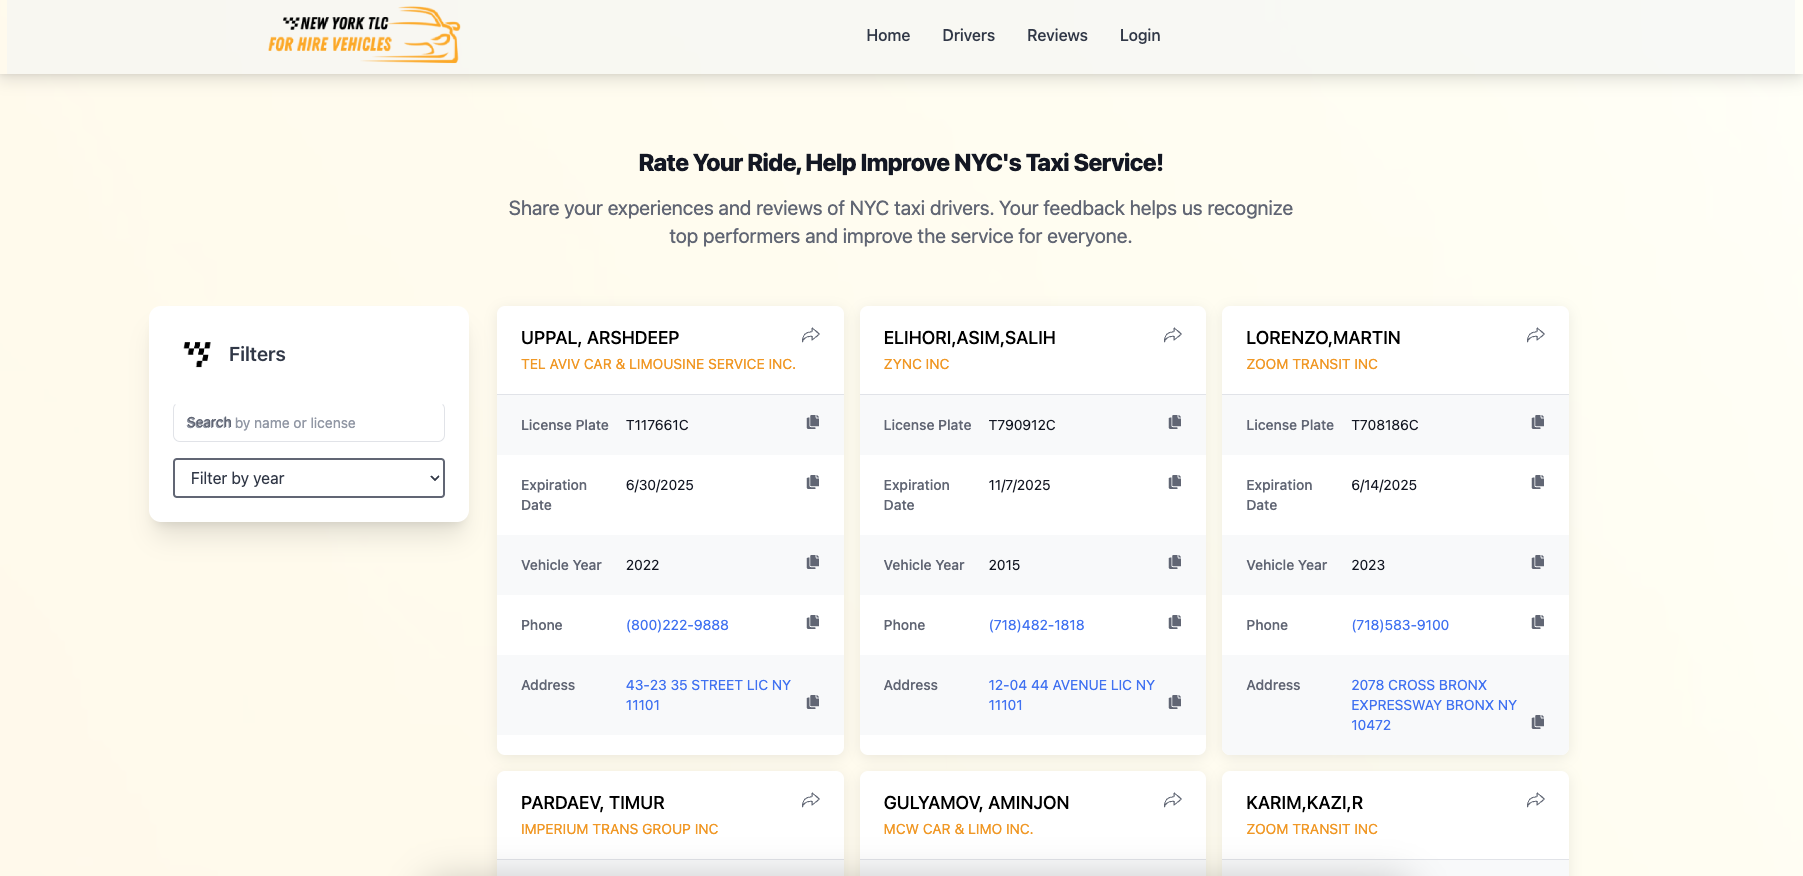 NEW YORK TLC
FOR HIRE VEHICLES
Home
Drivers
Reviews
Login
Rate Your Ride, Help Improve NYC's Taxi Service!
Share your experiences and reviews of NYC taxi drivers. Your feedback helps us recognize
top performers and improve the service for everyone.
Filters
Search by name or license
Filter by year
UPPAL, ARSHDEEP
TEL AVIV CAR & LIMOUSINE SERVICE INC.
License Plate T117661C
Expiration 6/30/2025
Date
Vehicle Year 2022
Phone (800)222-9888
Address 43-23 35 STREET LIC NY
11101
ELIHORI,ASIM,SALIH
ZYNC INC
License Plate T790912C
Expiration 11/7/2025
Date
Vehicle Year 2015
Phone (718)482-1818
Address 12-04 44 AVENUE LIC NY
11101
LORENZO,MARTIN
ZOOM TRANSIT INC
License Plate T708186C
Expiration 6/14/2025
Date
Vehicle Year 2023
Phone (718)583-9100
Address 2078 CROSS BRONX
EXPRESSWAY BRONX NY
10472
PARDAEV, TIMUR
IMPERIUM TRANS GROUP INC
GULYAMOV, AMINJON
MCW CAR & LIMO INC.
KARIM,KAZI,R
ZOOM TRANSIT INC